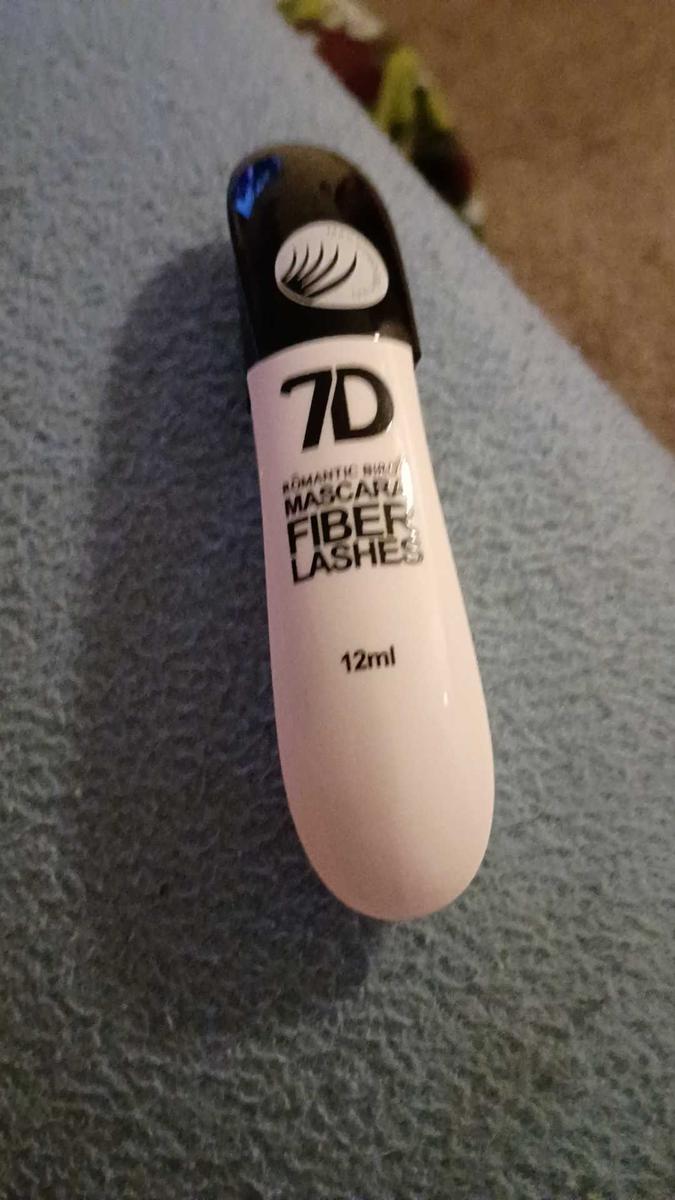 7D
ROMANTIC
MASCARA
FIBER
LASHES
12ml